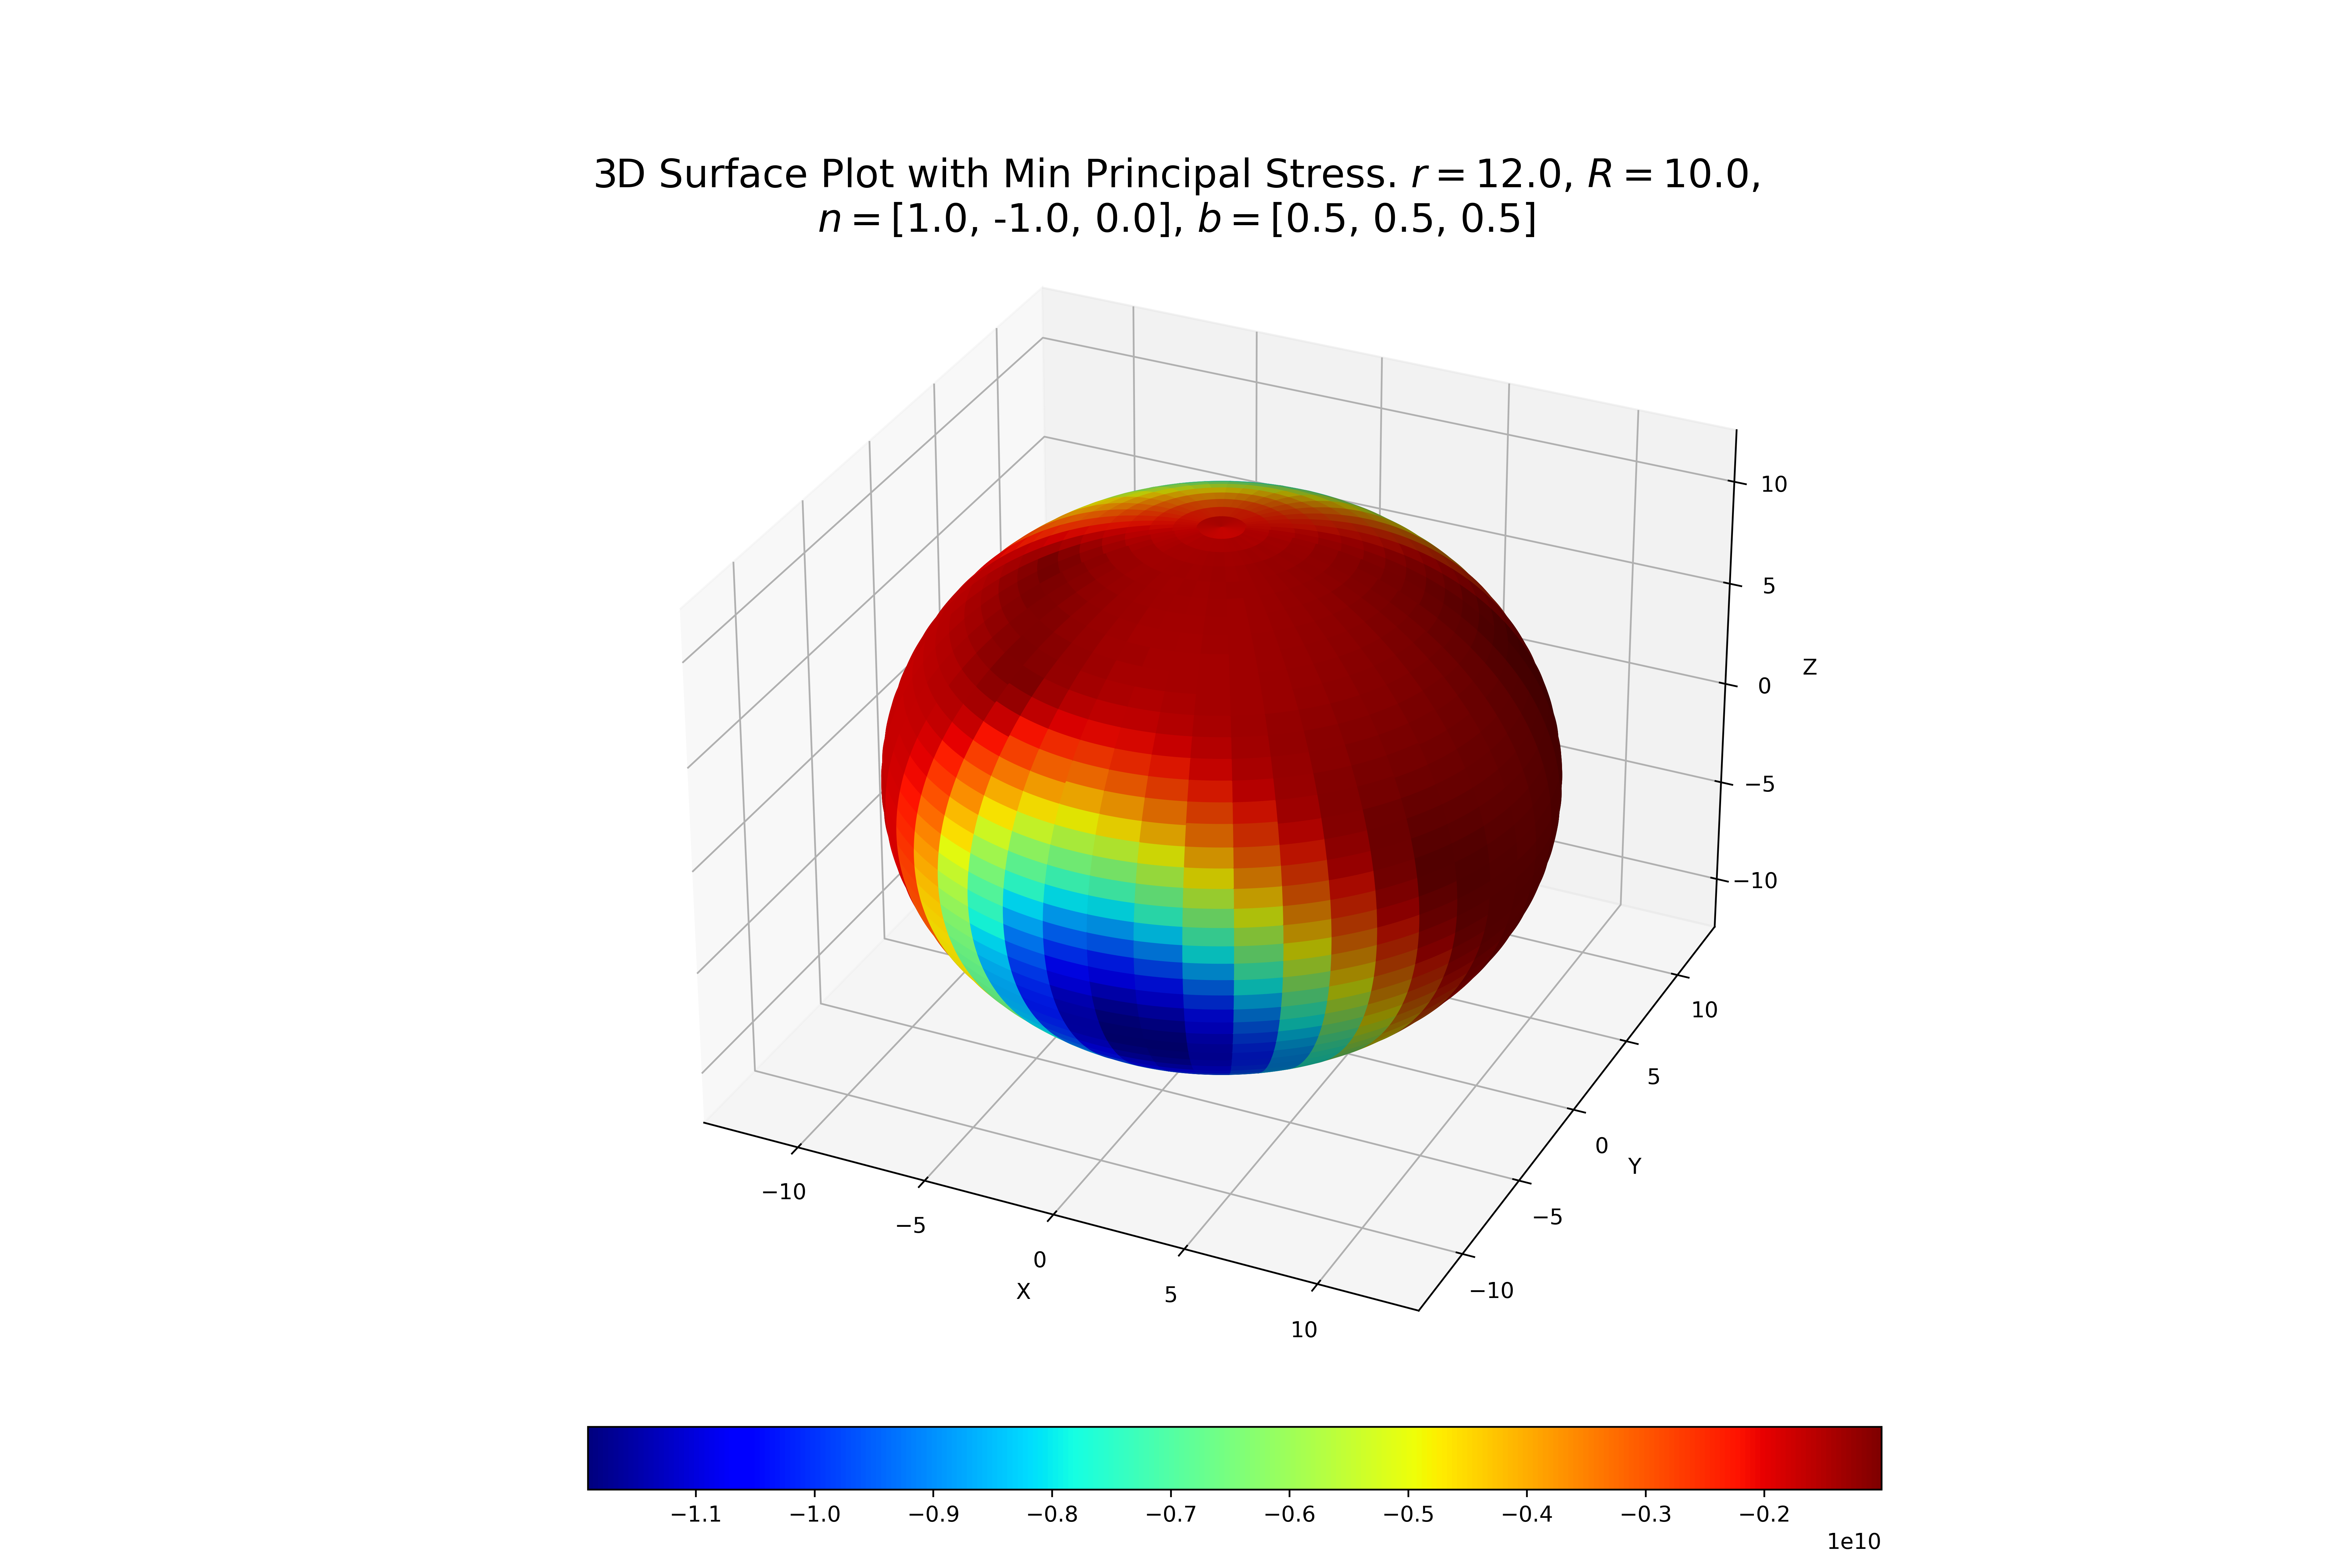 3D Surface Plot with Min Principal Stress. r = 12.0, R = 10.0,
n = [1.0, -1.0, 0.0], b = [0.5, 0.5, 0.5]
10
5
0
−5
−10
Z
10
5
0
−5
−10
Y
−10
−5
0
5
10
X
−1.1 −1.0 −0.9 −0.8 −0.7 −0.6 −0.5 −0.4 −0.3 −0.2
1e10